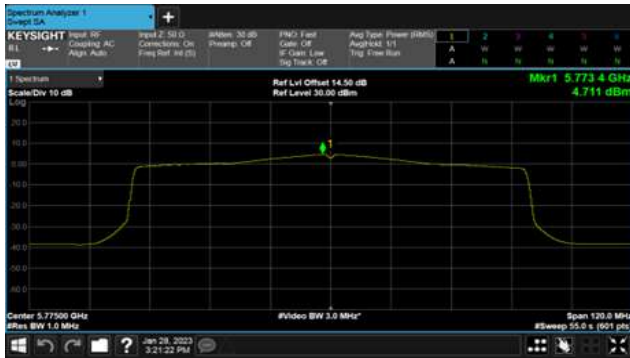 Spectrum Analyzer 1
Swept SA
+
KEYSIGHT Input: RF
RL Coupling: AC
Align: Auto
Input Z: 50 Ω
Corrections: On
Freq Ref: Int (S)
#Atten: 30 dB
Preamp: Off
PNO: Fast
Gate: Off
IF Gain: Low
Sig Track: Off
Avg Type: Power (RMS)
Avg|Hold: 1/1
Trig: Free Run
1 2 3 4 5 6
A W W W W W
A N N N N N
1 Spectrum
Scale/Div 10 dB
Ref Lvl Offset 14.50 dB
Ref Level 30.00 dBm
Mkr1 5.773 4 GHz
4.711 dBm
Log
20.0
10.0
0.00
-10.0
-20.0
-30.0
-40.0
-50.0
-60.0
1
Center 5.77500 GHz
#Res BW 1.0 MHz
#Video BW 3.0 MHz*
Span 120.0 MHz
#Sweep 55.0 s (601 pts)
?
Jan 28, 2023
3:21:22 PM